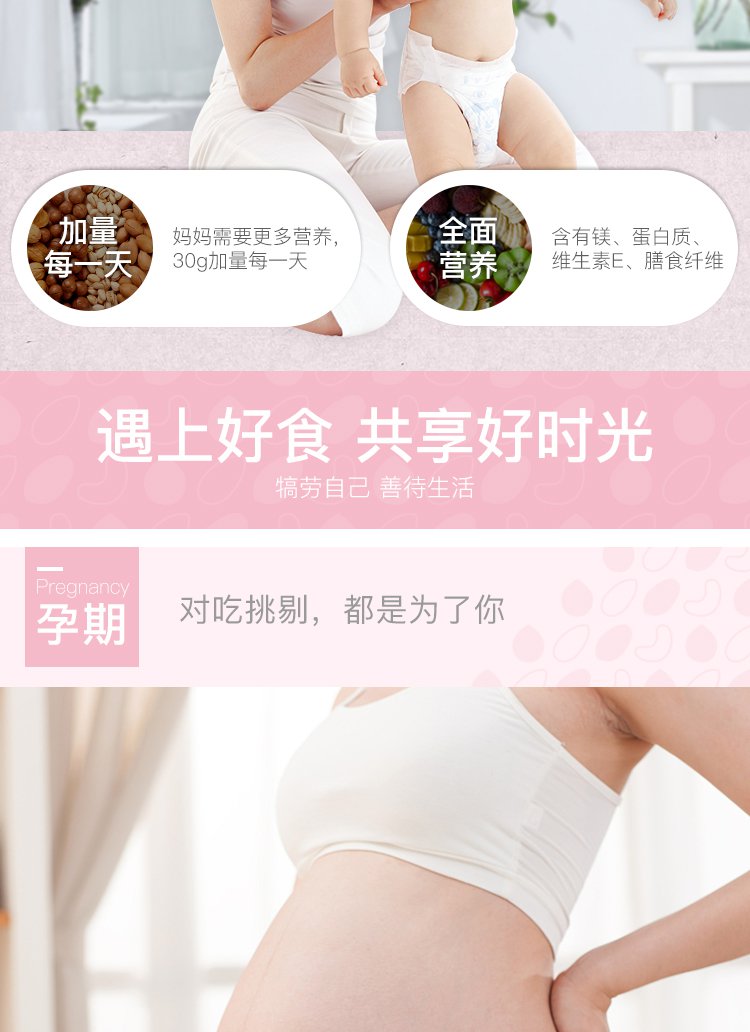 加量
每一天
妈妈需要更多营养，
30g加量每一天
全面
营养
含有镁、蛋白质、
维生素E、膳食纤维
遇上好食 共享好时光
犒劳自己 善待生活
Pregnancy
孕期
对吃挑剔，都是为了你